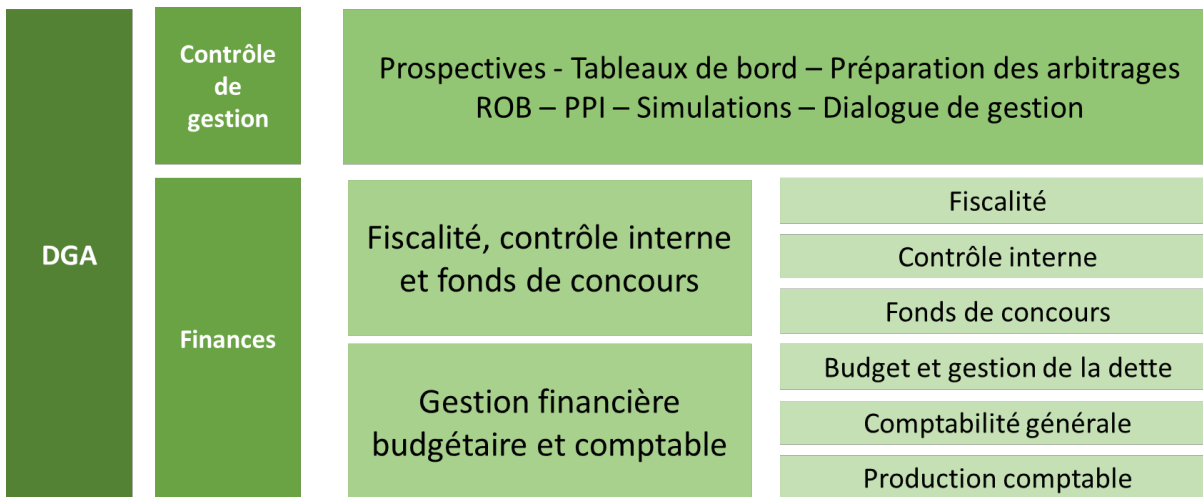 DGA
Contrôle
de
gestion
Prospectives - Tableaux de bord – Préparation des arbitrages
ROB – PPI – Simulations – Dialogue de gestion
Finances
Fiscalité, contrôle interne
et fonds de concours
Fiscalité
Contrôle interne
Fonds de concours
Gestion financière
budgétaire et comptable
Budget et gestion de la dette
Comptabilité générale
Production comptable